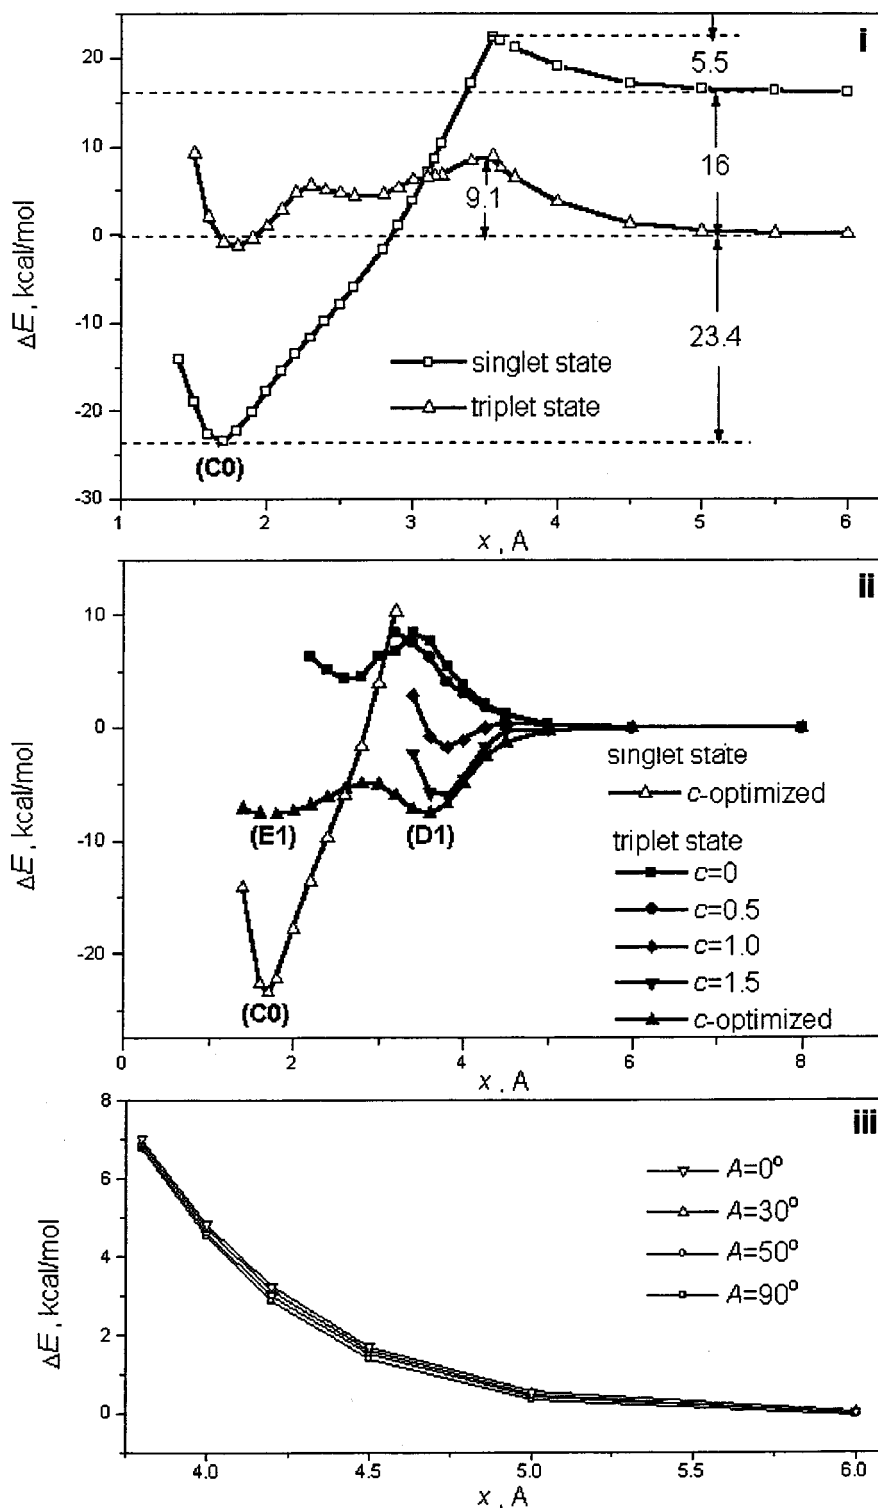 i
20
10
0
-10
-20
-30
ΔE, kcal/mol
5.5
16
9.1
23.4
singlet state
triplet state
(C0)
1 2 3 4 5 6
x, Å
ii
10
0
-10
-20
ΔE, kcal/mol
(E1)
(D1)
(C0)
singlet state
c-optimized
triplet state
c=0
c=0.5
c=1.0
c=1.5
c-optimized
0 2 4 6 8
x, Å
iii
8
6
4
2
0
ΔE, kcal/mol
A=0°
A=30°
A=50°
A=90°
4.0 4.5 5.0 5.5 6.0
x, Å